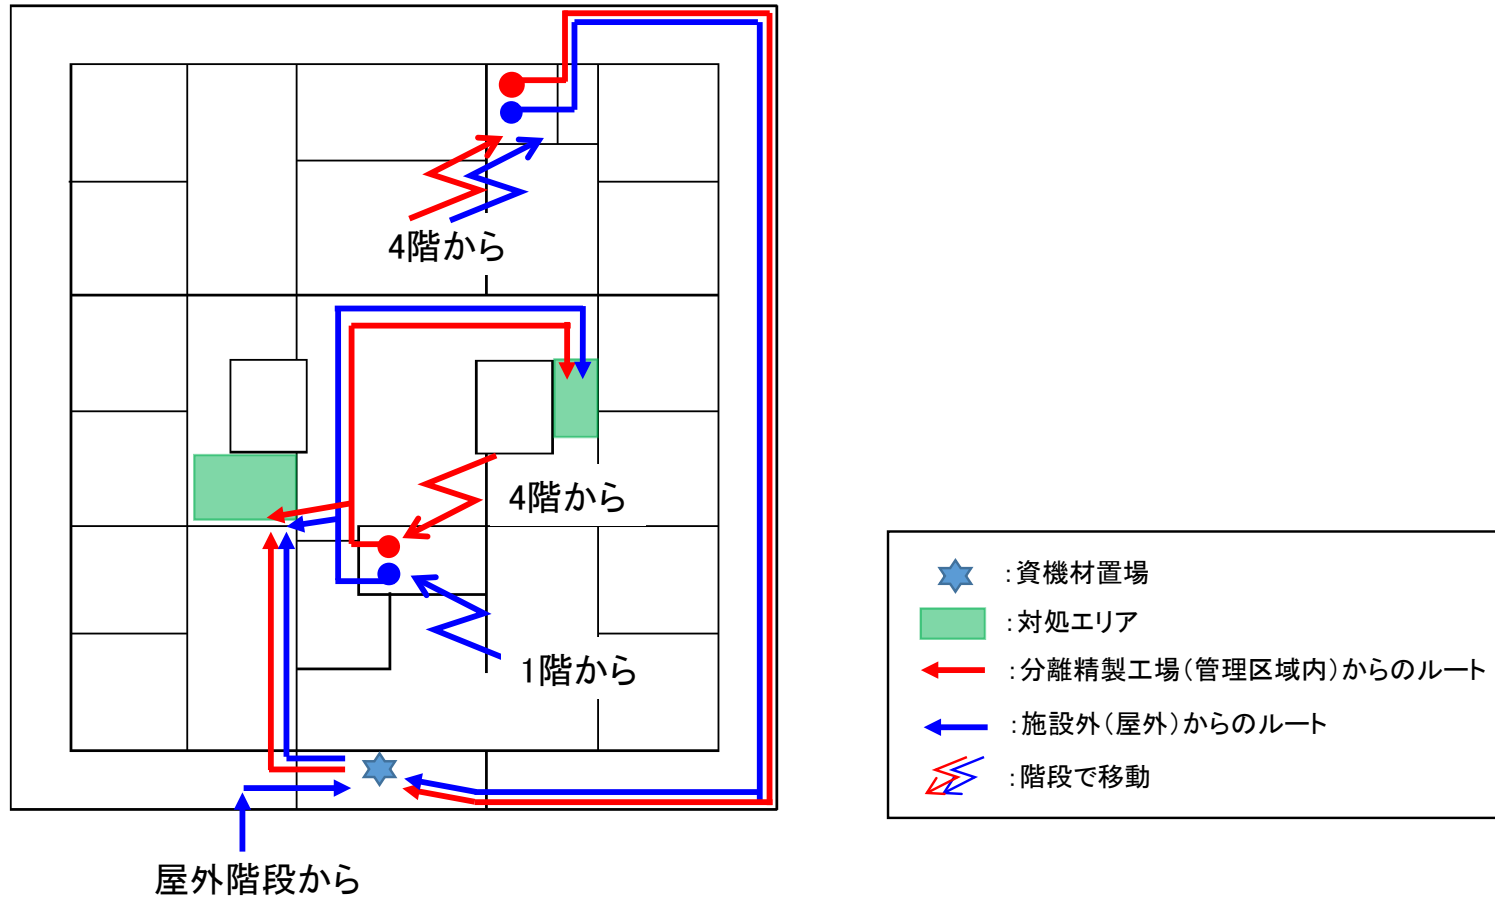 4階から
4階から
1階から
屋外階段から
：資機材置場
：対処エリア
：分離精製工場（管理区域内）からのルート
：施設外（屋外）からのルート
：階段で移動